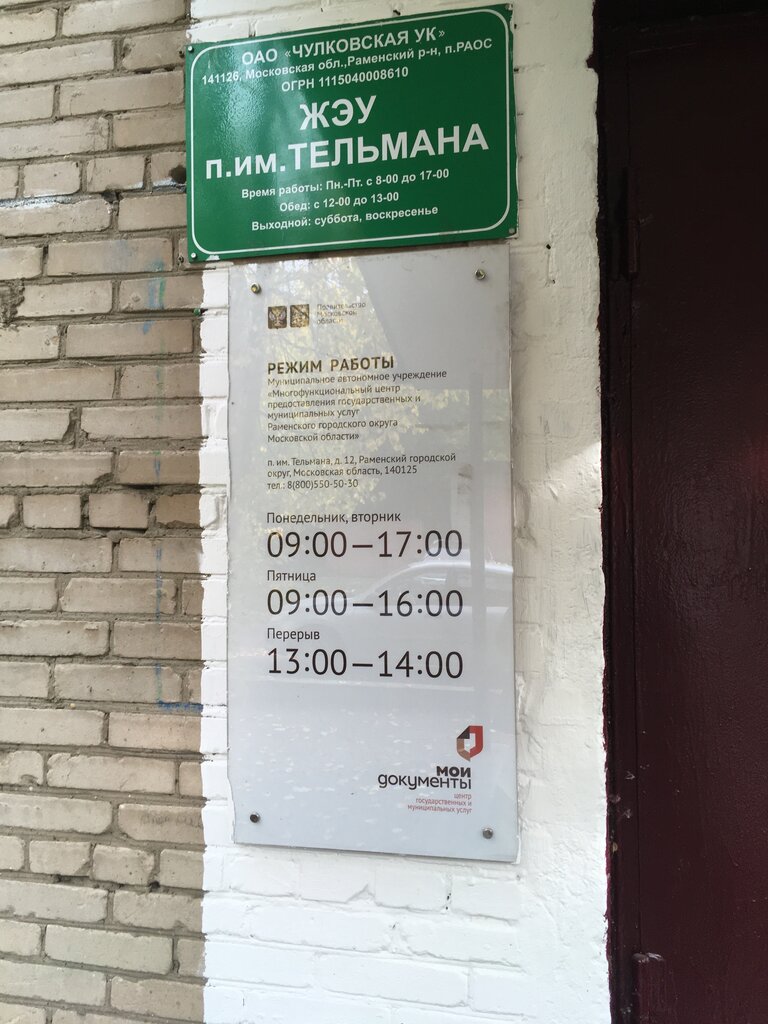 ОАО «ЧУЛКОВСКАЯ УК»
141126, Московская обл.,Раменский р-н, п.РАОС
ОГРН 1115040008610
ЖЭУ
п.им.ТЕЛЬМАНА
Время работы: Пн.-Пт. с 8-00 до 17-00
Обед: с 12-00 до 13-00
Выходной: суббота, воскресенье
Правительство
Московской
области
РЕЖИМ РАБОТЫ
Муниципальное автономное учреждение
«Многофункциональный центр
предоставления государственных и
муниципальных услуг
Раменского городского округа
Московской области»
п. им. Тельмана, д. 12, Раменский городской
округ, Московская область, 140125
тел.: 8(800)550-50-30
Понедельник, вторник
09:00—17:00
Пятница
09:00—16:00
Перерыв
13:00—14:00
мои
документы
центр
государственных и
муниципальных услуг